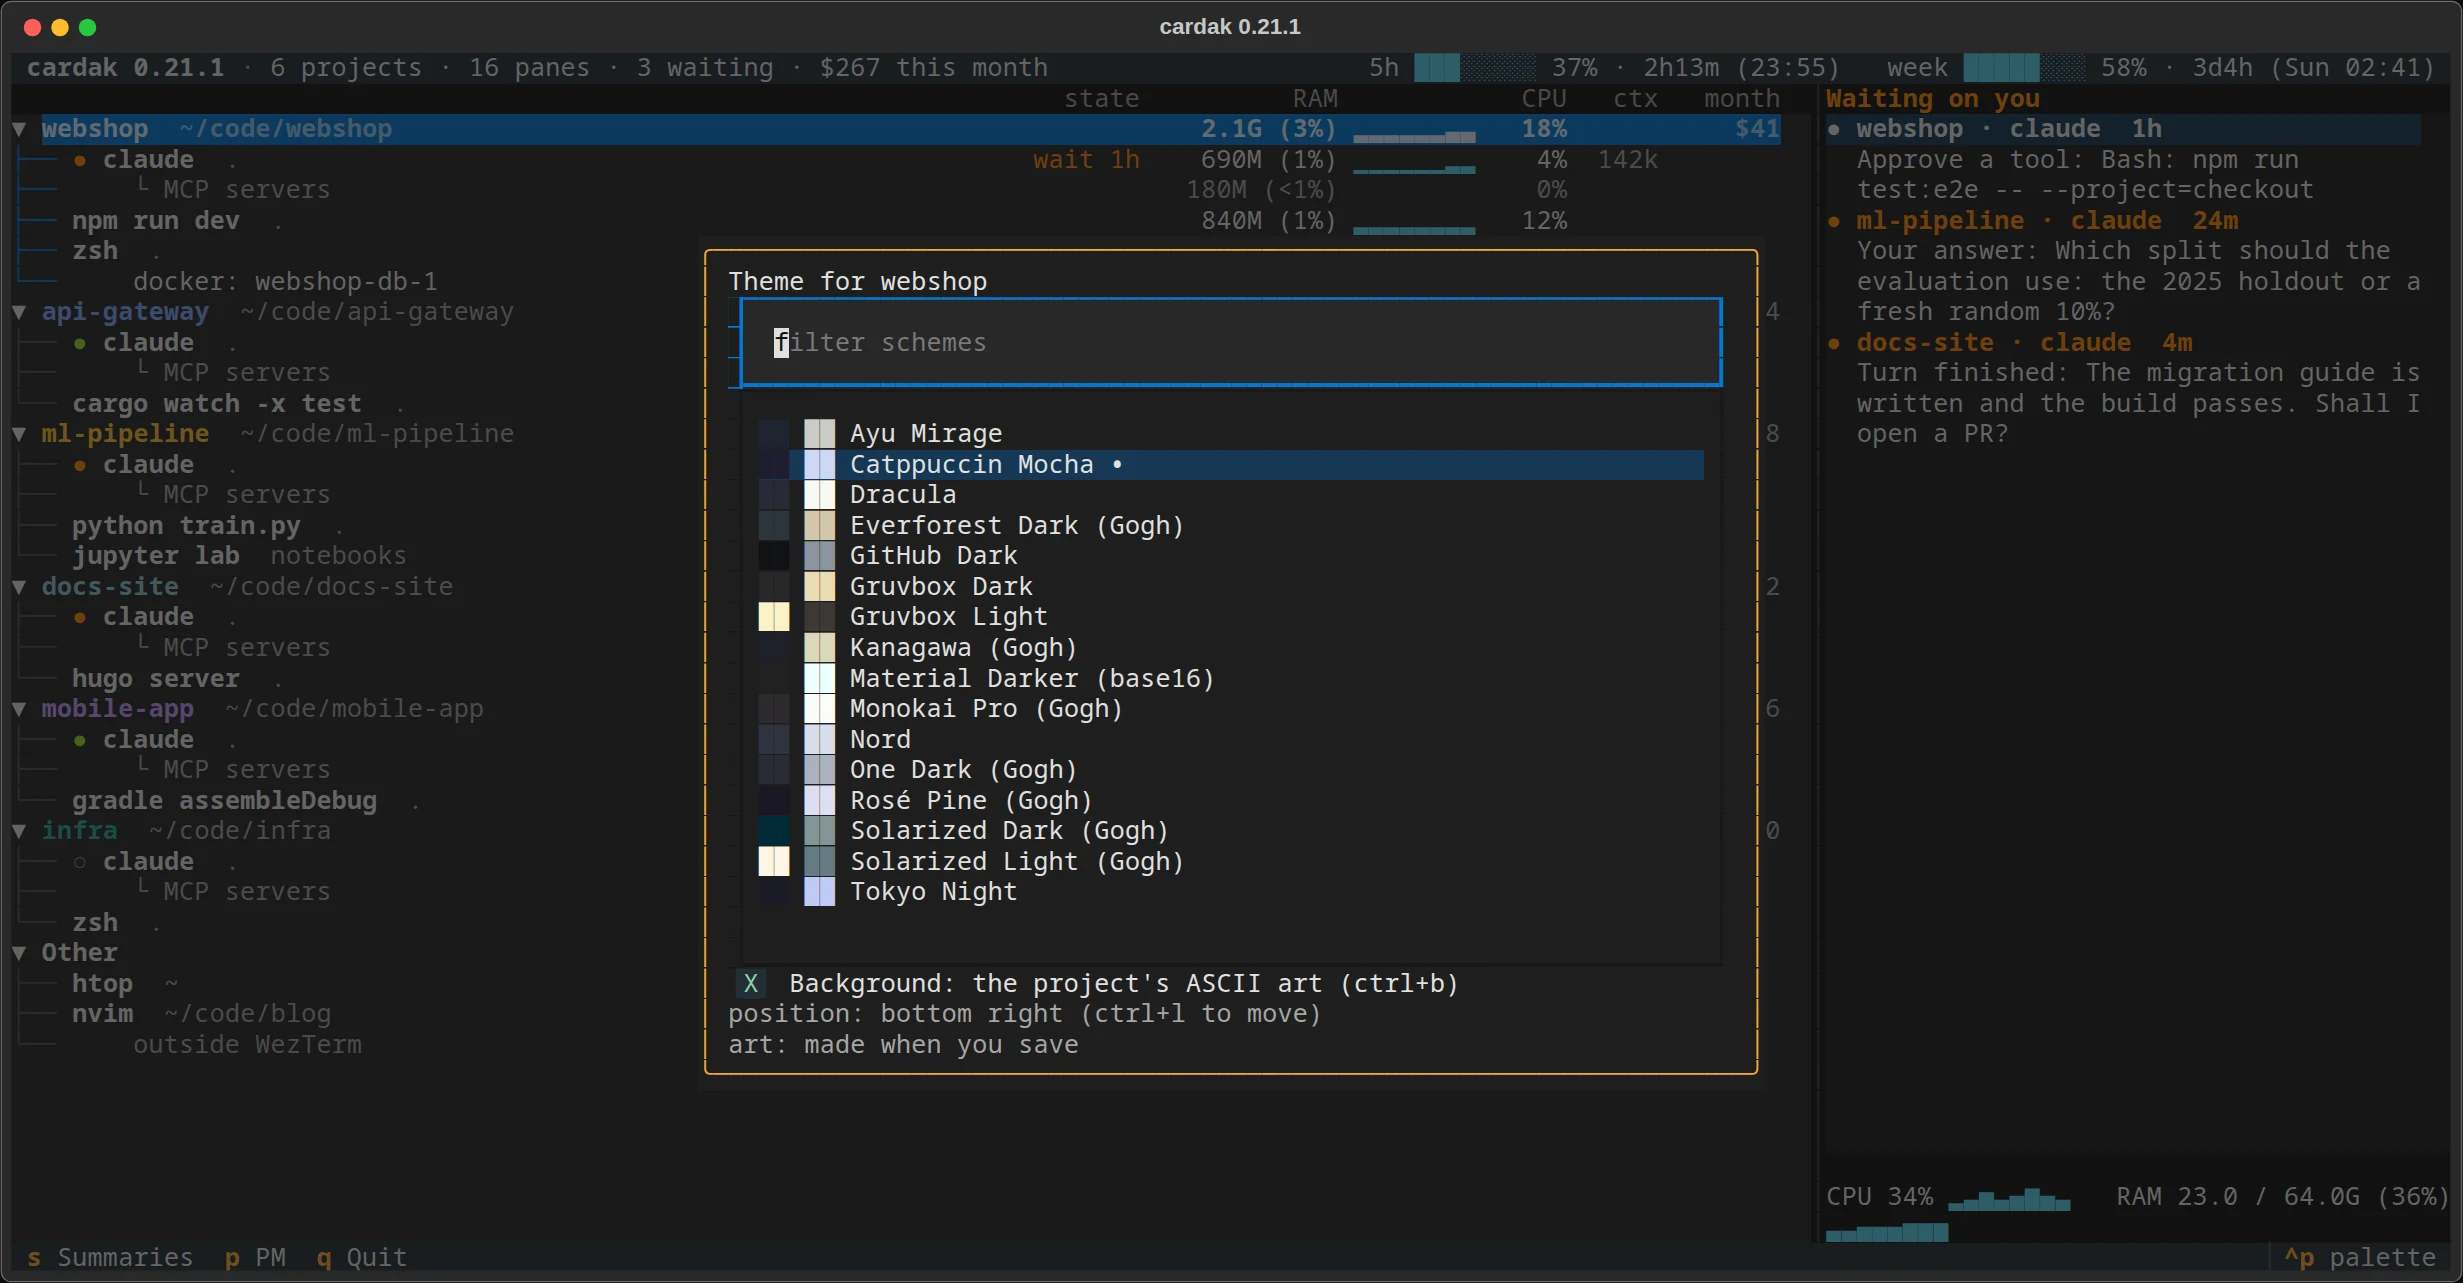 cardak 0.21.1
cardak 0.21.1 · 6 projects · 16 panes · 3 waiting · $267 this month 5h 37% · 2h13m (23:55) week 58% · 3d4h (Sun 02:41)
state RAM CPU ctx month
▼ webshop ~/code/webshop 2.1G (3%) 18% $41
● claude . wait 1h 690M (1%) 4% 142k
└ MCP servers 180M (<1%) 0%
npm run dev . 840M (1%) 12%
zsh .
docker: webshop-db-1
▼ api-gateway ~/code/api-gateway 4
● claude .
└ MCP servers
cargo watch -x test .
▼ ml-pipeline ~/code/ml-pipeline 8
● claude .
└ MCP servers
python train.py .
jupyter lab notebooks
▼ docs-site ~/code/docs-site 2
● claude .
└ MCP servers
hugo server .
▼ mobile-app ~/code/mobile-app 6
● claude .
└ MCP servers
gradle assembleDebug .
▼ infra ~/code/infra 0
○ claude .
└ MCP servers
zsh .
▼ Other
htop ~
nvim ~/code/blog
outside WezTerm
Theme for webshop
filter schemes
Ayu Mirage
Catppuccin Mocha •
Dracula
Everforest Dark (Gogh)
GitHub Dark
Gruvbox Dark
Gruvbox Light
Kanagawa (Gogh)
Material Darker (base16)
Monokai Pro (Gogh)
Nord
One Dark (Gogh)
Rosé Pine (Gogh)
Solarized Dark (Gogh)
Solarized Light (Gogh)
Tokyo Night
X Background: the project's ASCII art (ctrl+b)
position: bottom right (ctrl+l to move)
art: made when you save
Waiting on you
● webshop · claude 1h
Approve a tool: Bash: npm run
test:e2e -- --project=checkout
● ml-pipeline · claude 24m
Your answer: Which split should the
evaluation use: the 2025 holdout or a
fresh random 10%?
● docs-site · claude 4m
Turn finished: The migration guide is
written and the build passes. Shall I
open a PR?
CPU 34% RAM 23.0 / 64.0G (36%)
s Summaries p PM q Quit ^p palette